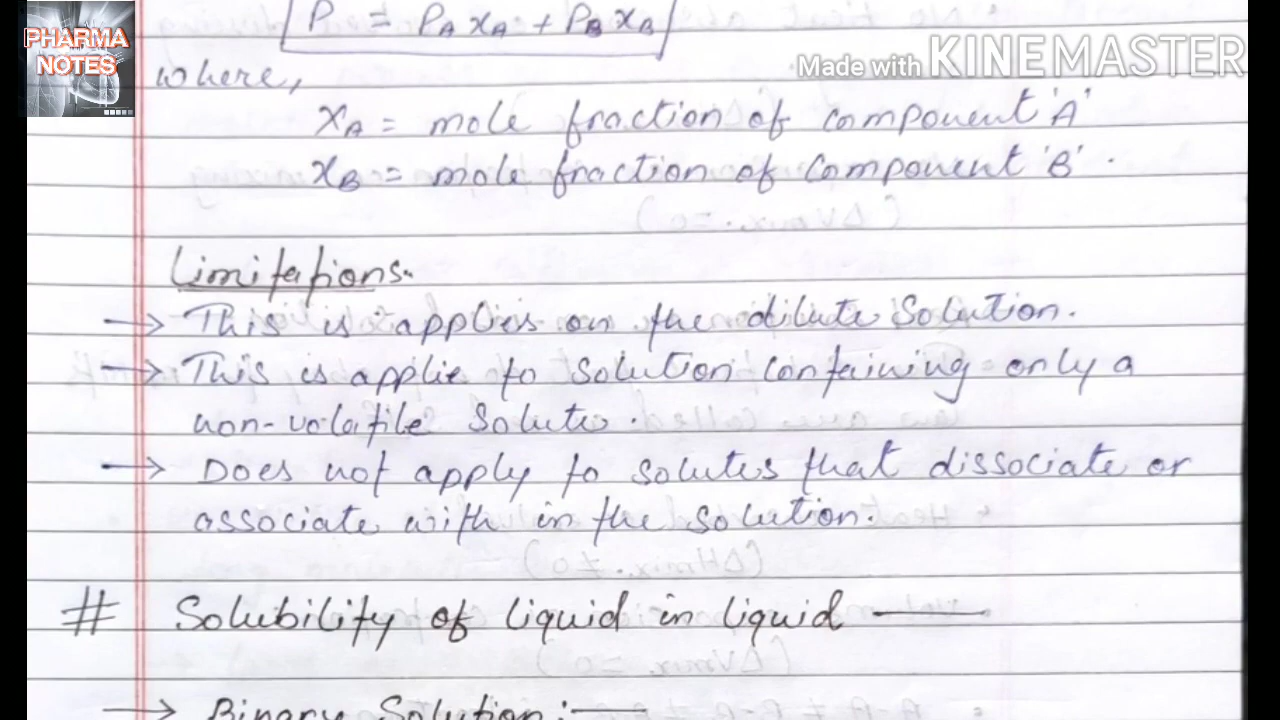 PHARMA
NOTES
Made with KINEMASTER
P = PA xA + PB xB
where,
xA = mole fraction of component 'A'
xB = mole fraction of component 'B'.
Limitations.
→ This is applies on the dilute Solution.
→ This is applie to solution containing only a
non-volatile Solute.
→ Does not apply to solutes that dissociate or
associate with in the solution.
# Solubility of liquid in liquid —
→ Binary Solution:—